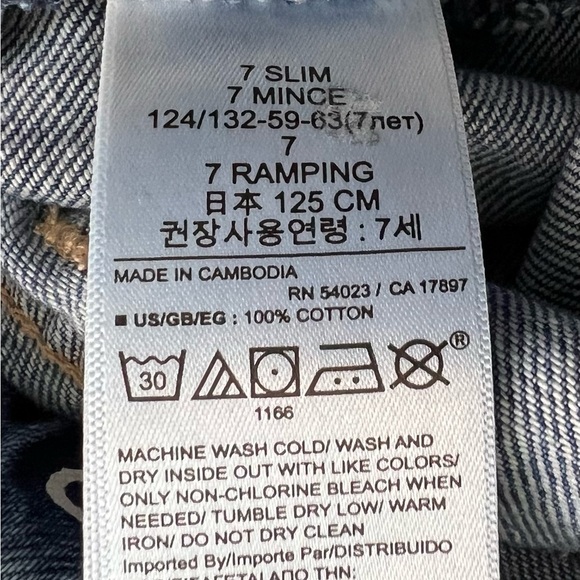 7 SLIM
7 MINCE
124/132-59-63(7лет)
7
7 RAMPING
日本 125 CM
권장사용연령 : 7세
MADE IN CAMBODIA
RN 54023 / CA 17897
US/GB/EG : 100% COTTON
30
®
1166
MACHINE WASH COLD/ WASH AND
DRY INSIDE OUT WITH LIKE COLORS/
ONLY NON-CHLORINE BLEACH WHEN
NEEDED/ TUMBLE DRY LOW/ WARM
IRON/ DO NOT DRY CLEAN
Imported By/Importe Par/DISTRIBUIDO
THH: